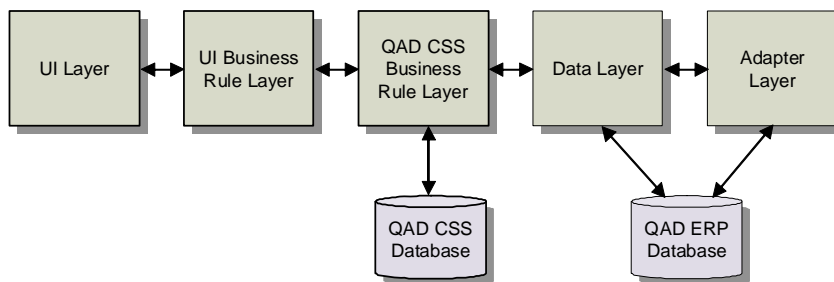 UI Layer
UI Business
Rule Layer
QAD CSS
Business
Rule Layer
Data Layer
Adapter
Layer
QAD CSS
Database
QAD ERP
Database